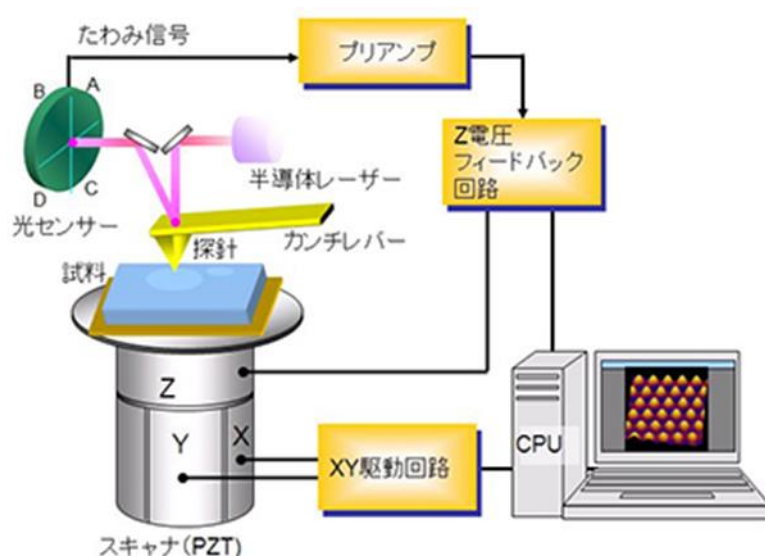 たわみ信号
プリアンプ
B
A
Z電圧
フィードバック
回路
D
C
半導体レーザー
光センサー
カンチレバー
探針
試料
Z
Y
X
XY駆動回路
CPU
スキャナ(PZT)